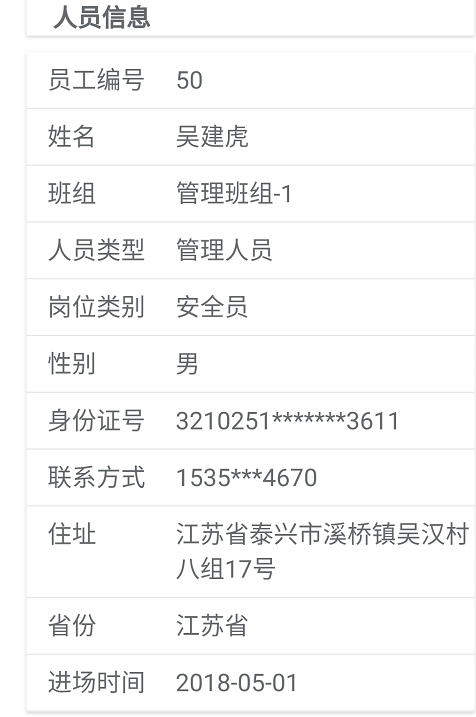 人员信息
员工编号 50
姓名 吴建虎
班组 管理班组-1
人员类型 管理人员
岗位类别 安全员
性别 男
身份证号 3210251*******3611
联系方式 1535***4670
住址 江苏省泰兴市溪桥镇吴汉村
八组17号
省份 江苏省
进场时间 2018-05-01